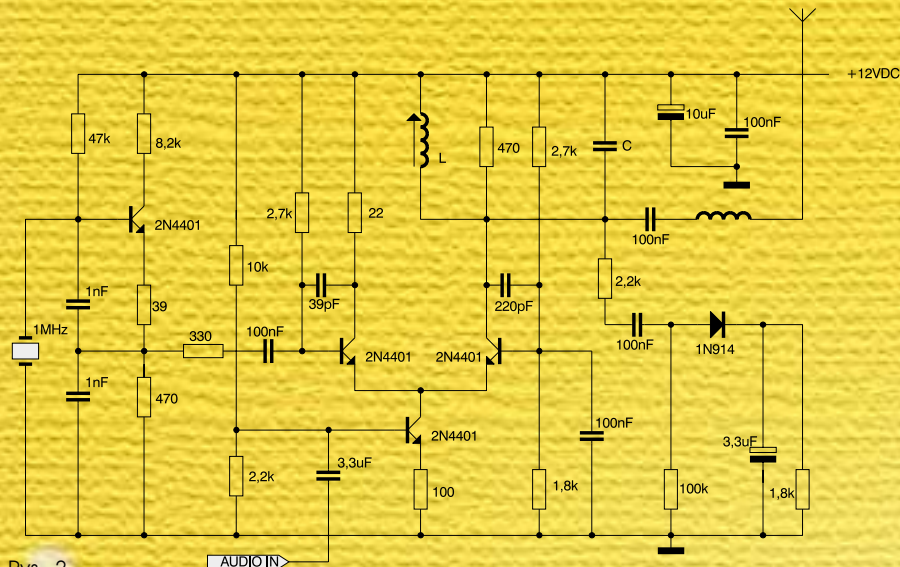 +12VDC
47k
8,2k
10uF
100nF
470
2,7k
C
L
2N4401
2,7k
22
100nF
10k
2,2k
1nF
39
39pF
220pF
1MHz
330
100nF
100nF
1N914
2N4401
2N4401
1nF
470
2N4401
100nF
3,3uF
2,2k
3,3uF
100
1,8k
100k
1,8k
AUDIO IN